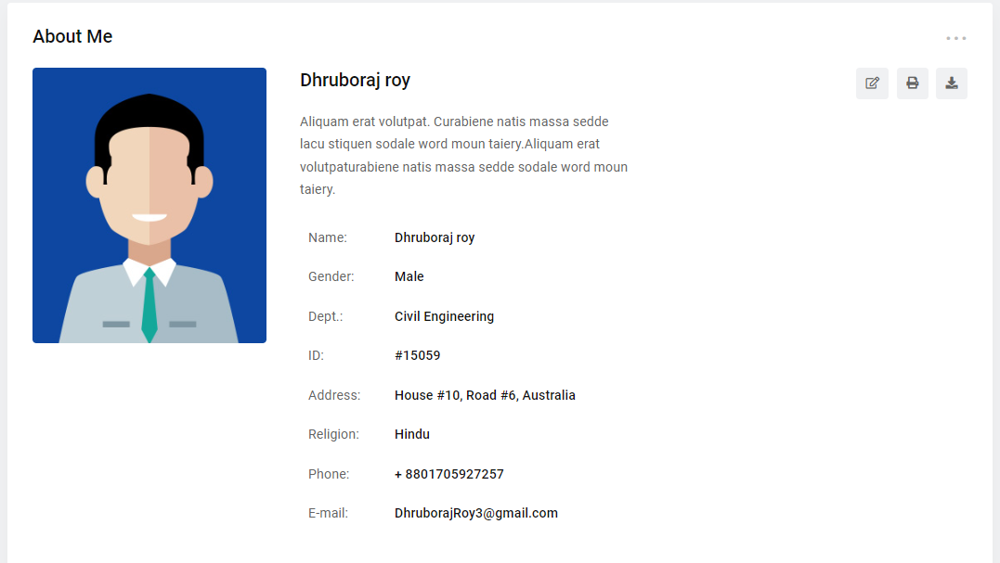 About Me
Dhruboraj roy
Aliquam erat volutpat. Curabiene natis massa sedde
lacu stiquen sodale word moun taiery.Aliquam erat
volutpaturabiene natis massa sedde sodale word moun
taiery.
Name: Dhruboraj roy
Gender: Male
Dept.: Civil Engineering
ID: #15059
Address: House #10, Road #6, Australia
Religion: Hindu
Phone: + 8801705927257
E-mail: DhruborajRoy3@gmail.com